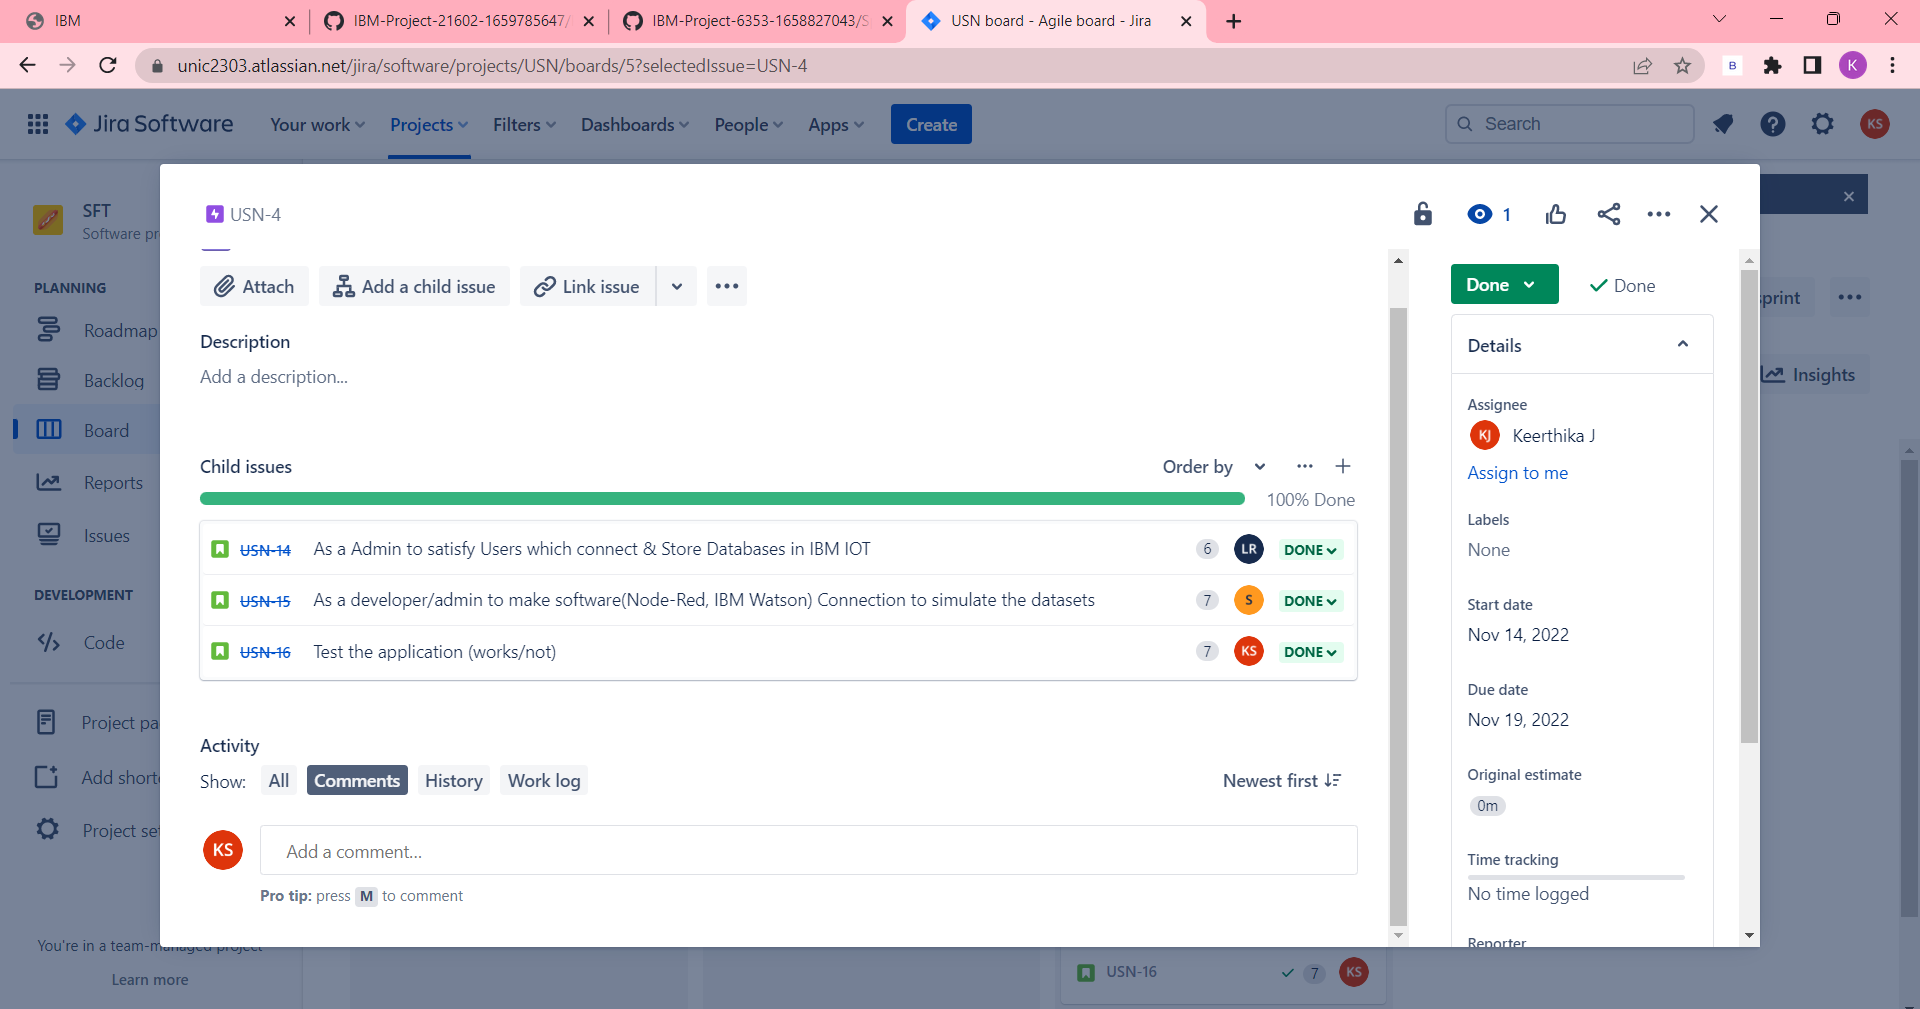 IBM
IBM-Project-21602-1659785647/
IBM-Project-6353-1658827043/S
USN board - Agile board - Jira
unic2303.atlassian.net/jira/software/projects/USN/boards/5?selectedIssue=USN-4
B
K
Jira Software
Your work
Projects
Filters
Dashboards
People
Apps
Create
Search
KS
SFT
Software pr
PLANNING
Roadmap
Backlog
Board
Reports
Issues
DEVELOPMENT
Code
Project pa
Add shorte
Project set
You're in a team-managed project
Learn more
USN-4
1
Attach
Add a child issue
Link issue
Description
Add a description...
Child issues
Order by
100% Done
USN-14 As a Admin to satisfy Users which connect & Store Databases in IBM IOT 6 LR DONE
USN-15 As a developer/admin to make software(Node-Red, IBM Watson) Connection to simulate the datasets 7 S DONE
USN-16 Test the application (works/not) 7 KS DONE
Activity
Show: All Comments History Work log Newest first
KS
Add a comment...
Pro tip: press M to comment
Done
Done
Details
Assignee
KJ Keerthika J
Assign to me
Labels
None
Start date
Nov 14, 2022
Due date
Nov 19, 2022
Original estimate
0m
Time tracking
No time logged
Reporter
sprint
Insights
USN-16 7 KS